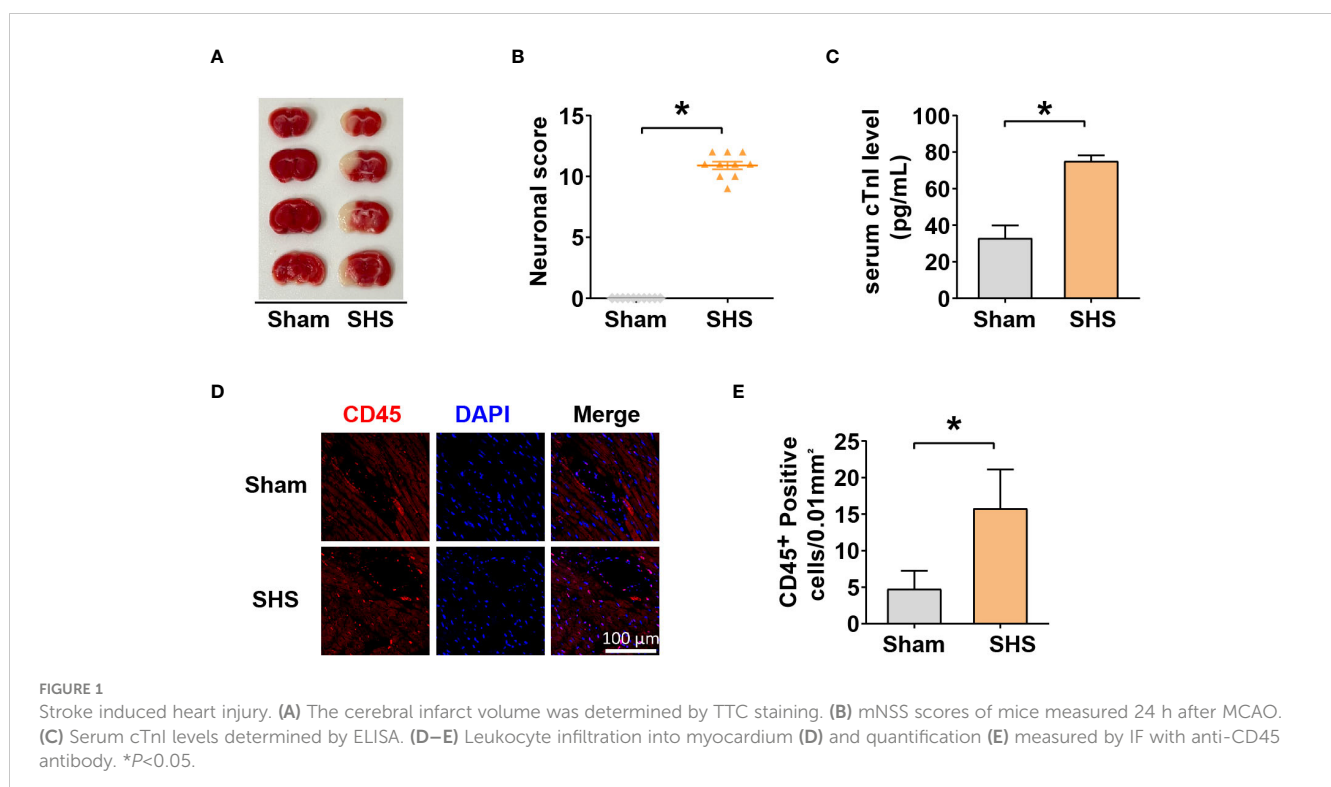 A
Sham SHS
B
Neuronal score
15
10
5
0
*
Sham SHS
C
serum cTnI level
(pg/mL)
100
80
60
40
20
0
*
Sham SHS
D
CD45 DAPI Merge
Sham
SHS
100 μm
E
CD45⁺ Positive
cells/0.01mm²
25
20
15
10
5
0
*
Sham SHS
FIGURE 1
Stroke induced heart injury. (A) The cerebral infarct volume was determined by TTC staining. (B) mNSS scores of mice measured 24 h after MCAO.
(C) Serum cTnI levels determined by ELISA. (D–E) Leukocyte infiltration into myocardium (D) and quantification (E) measured by IF with anti-CD45
antibody. *P<0.05.